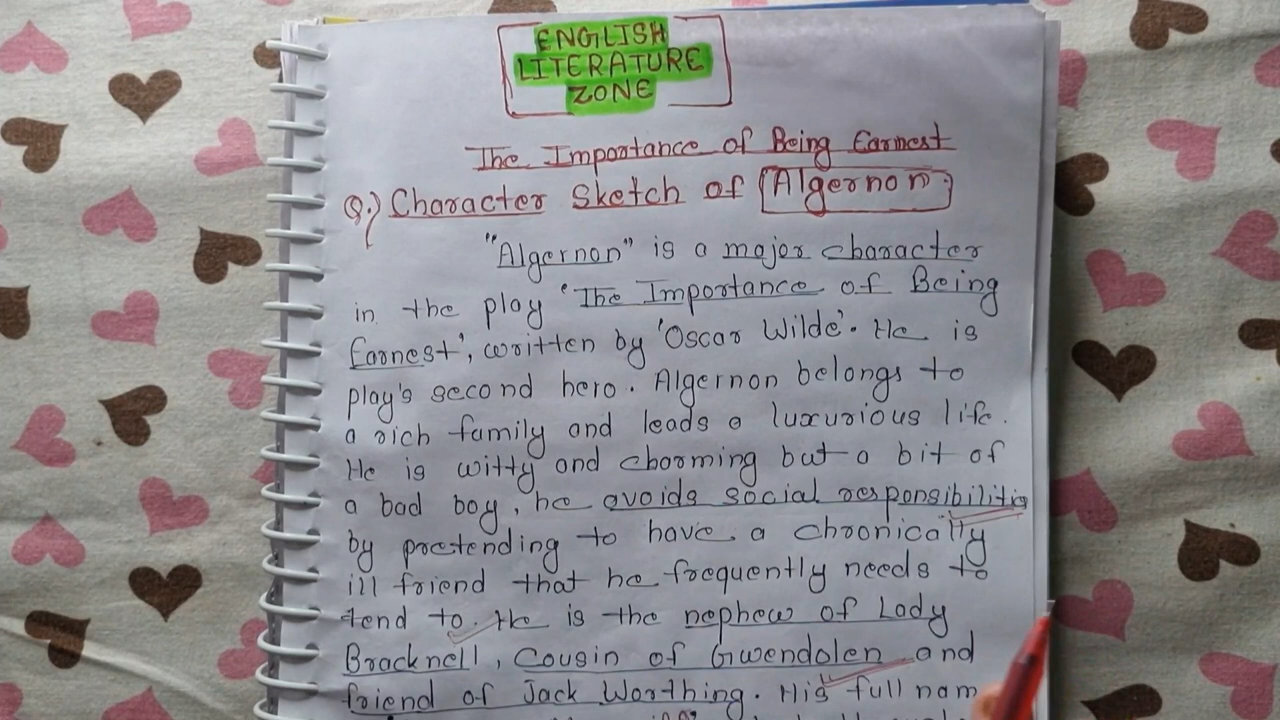 ENGLISH
LITERATURE
ZONE
The Importance of Being Earnest
Q.) Character Sketch of Algernon.
"Algernon" is a major character
in the play 'The Importance of Being
Earnest', written by 'Oscar Wilde'. He is
play's second hero. Algernon belongs to
a rich family and leads a luxurious life.
He is witty and charming but a bit of
a bad boy, he avoids social responsibilitis
by pretending to have a chronically
ill friend that he frequently needs to
tend to. He is the nephew of Lady
Bracknell, Cousin of Gwendolen and
friend of Jack Worthing. His full nam